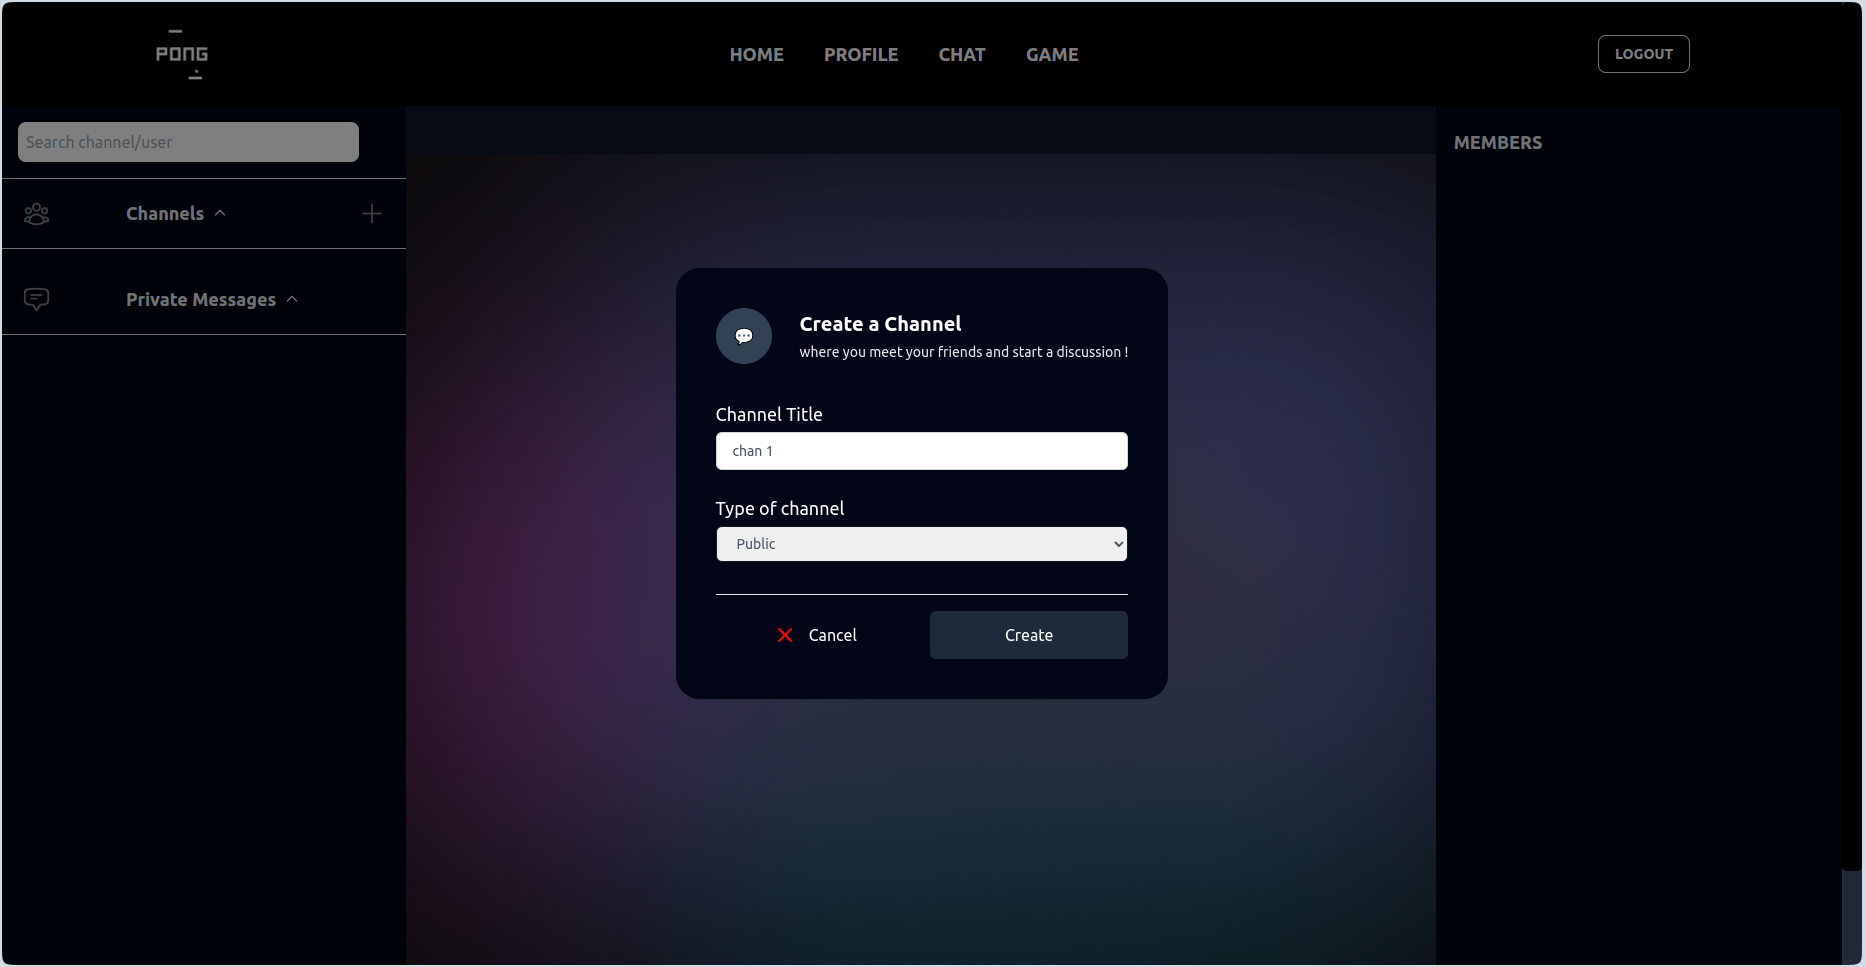 PONG
HOME PROFILE CHAT GAME
LOGOUT
Search channel/user
Channels
Private Messages
MEMBERS
Create a Channel
where you meet your friends and start a discussion !
Channel Title
chan 1
Type of channel
Public
Cancel
Create